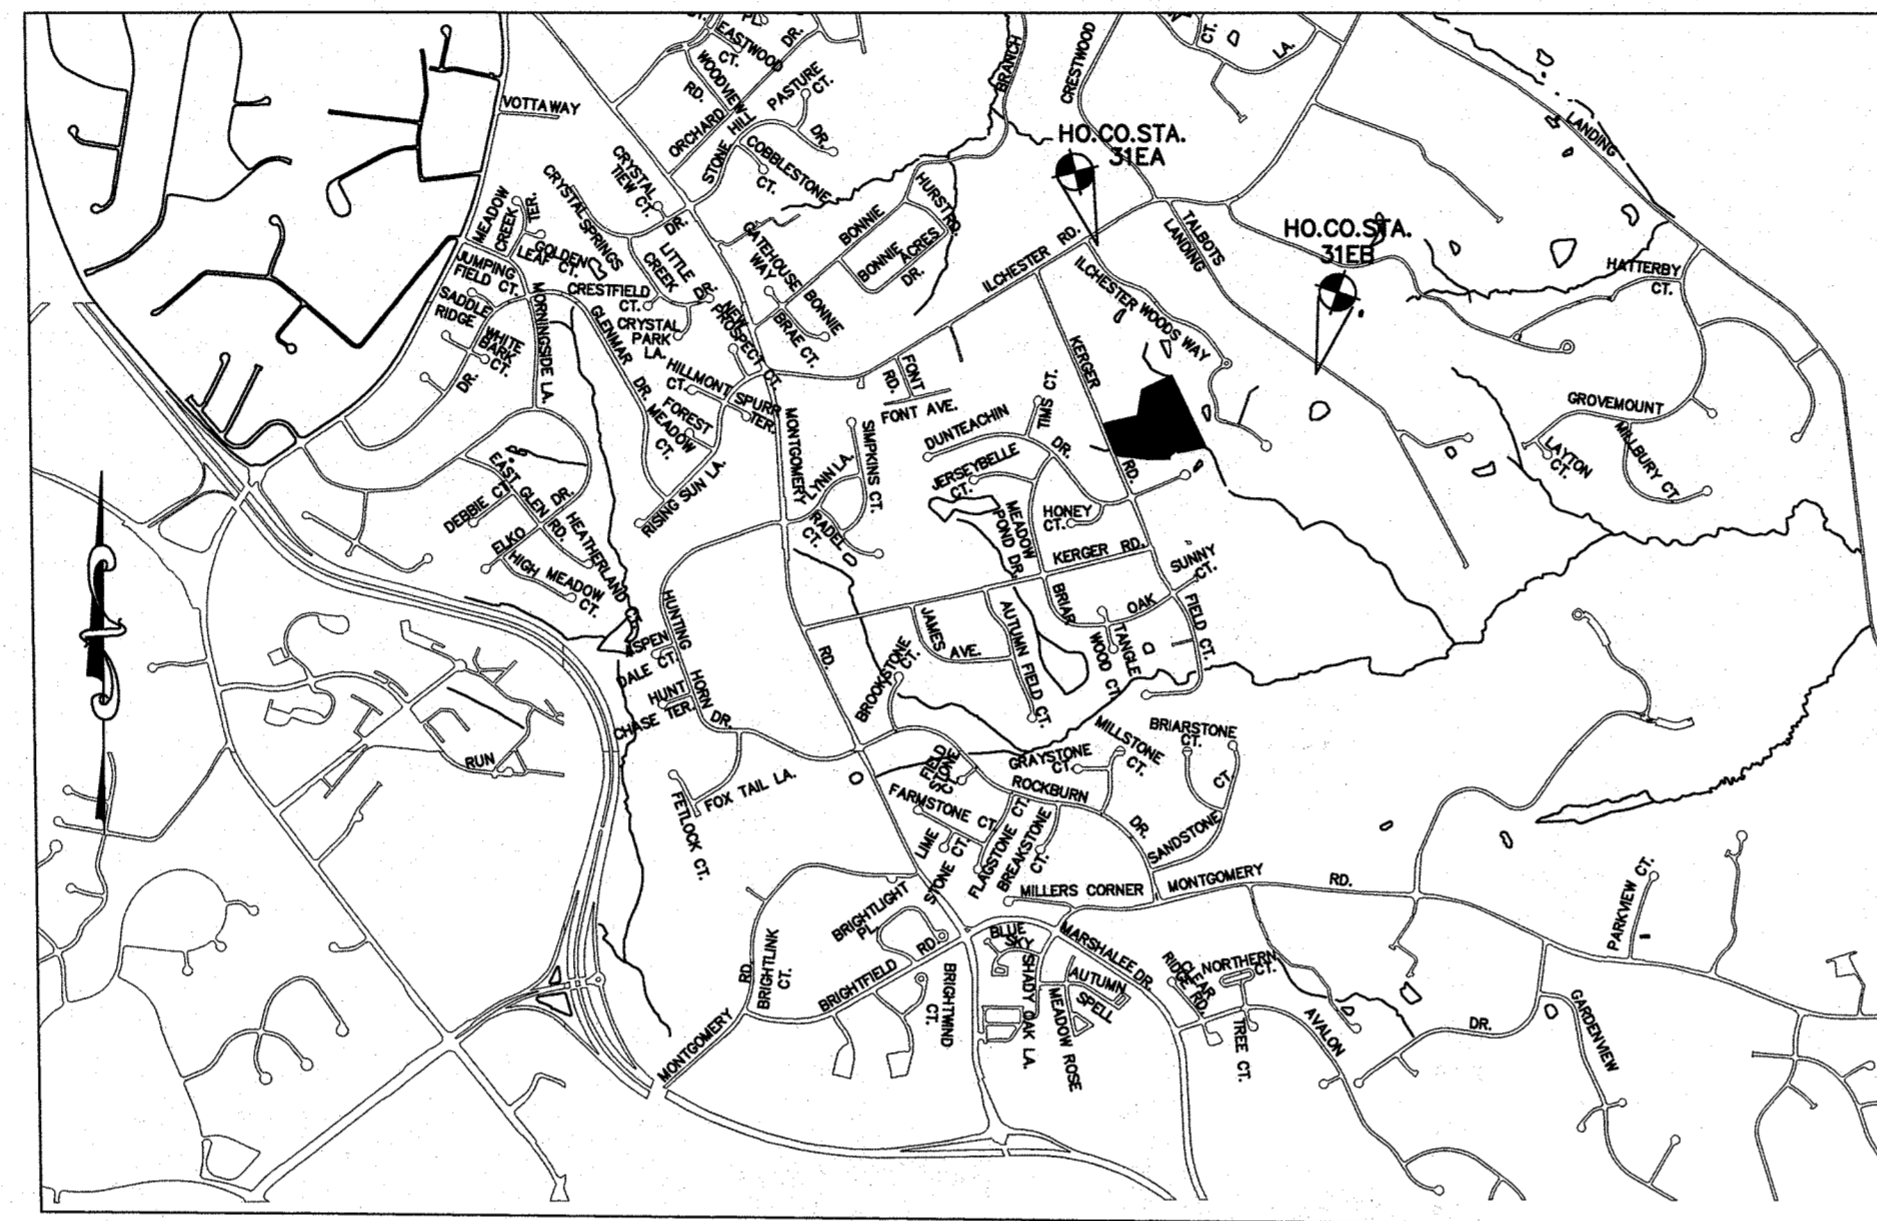 EASTWOOD
CT.
DR.
WOODVIEW
RD.
PASTURE
CT.
ORCHARD
STONE HILL
DR.
COBBLESTONE
CT.
BRANCH
CRESTWOOD
CT.
LA.
LANDING
VOTTA WAY
HO.CO.STA.
31EA
HO.CO.STA.
31EB
CRYSTAL
CT.
CRYSTAL SPRINGS
DR.
MEADOW
CREEK
TER.
GOLDEN
LEAF CT.
JUMPING
FIELD CT.
SADDLE
RIDGE
WHITE
BARK
CT.
DR.
MORNINGSIDE LA.
CRESTFIELD
CT.
LITTLE
CREEK
DR.
CRYSTAL
PARK
LA.
NEW
PROSPECT CT.
GATEHOUSE
WAY
BONNIE
BRAE CT.
BONNIE
HURST RD.
BONNIE
ACRES
DR.
ILCHESTER RD.
TALBOTS
LANDING
ILCHESTER WOODS WAY
HATTERBY
CT.
GLENMAR
DR.
HILLMONT
CT.
SPURR
TER.
FOREST
MEADOW
CT.
RISING SUN LA.
MONTGOMERY
RD.
FONT
RD.
FONT AVE.
KERGER
RD.
SIMPKINS CT.
LYNN LA.
RADEL
CT.
DUNTEACHIN
DR.
TIMS CT.
JERSEYBELLE
CT.
HONEY
CT.
MEADOW
POND DR.
KERGER RD.
SUNNY
CT.
GROVEMOUNT
LAYTON
CT.
MILLBURY CT
EAST GLEN
RD.
DEBBIE CT.
DR.
ELKO
HEATHERLAND CT.
HIGH MEADOW
CT.
HUNTING
HORN DR.
ASPEN
DALE CT.
HUNT
CHASE TER.
JAMES
AVE.
AUTUMN FIELD
CT.
BRIAR
OAK
FIELD CT.
TANGLE
WOOD CT.
BROOKSTONE
CT.
FIELD
STONE
CT.
GRAYSTONE
CT.
MILLSTONE
CT.
BRIARSTONE
CT.
ROCKBURN
DR.
SANDSTONE
CT.
RUN
FOX TAIL LA.
FETLOCK CT.
FARMSTONE CT.
LIME
STONE CT.
FLAGSTONE CT.
BREAKSTONE
CT.
MILLERS CORNER
MONTGOMERY
RD.
PARKVIEW CT.
BRIGHTLIGHT
PL.
BRIGHTFIELD
RD.
BRIGHTLINK
CT.
BRIGHTWIND
CT.
MONTGOMERY
RD.
BLUE
SKY
SHADY OAK LA.
MARSHALEE DR.
AUTUMN
SPELL
MEADOW ROSE
CLEAR
RIDGE RD.
NORTHERN
CT.
TREE CT.
AVALON
DR.
GARDENVIEW